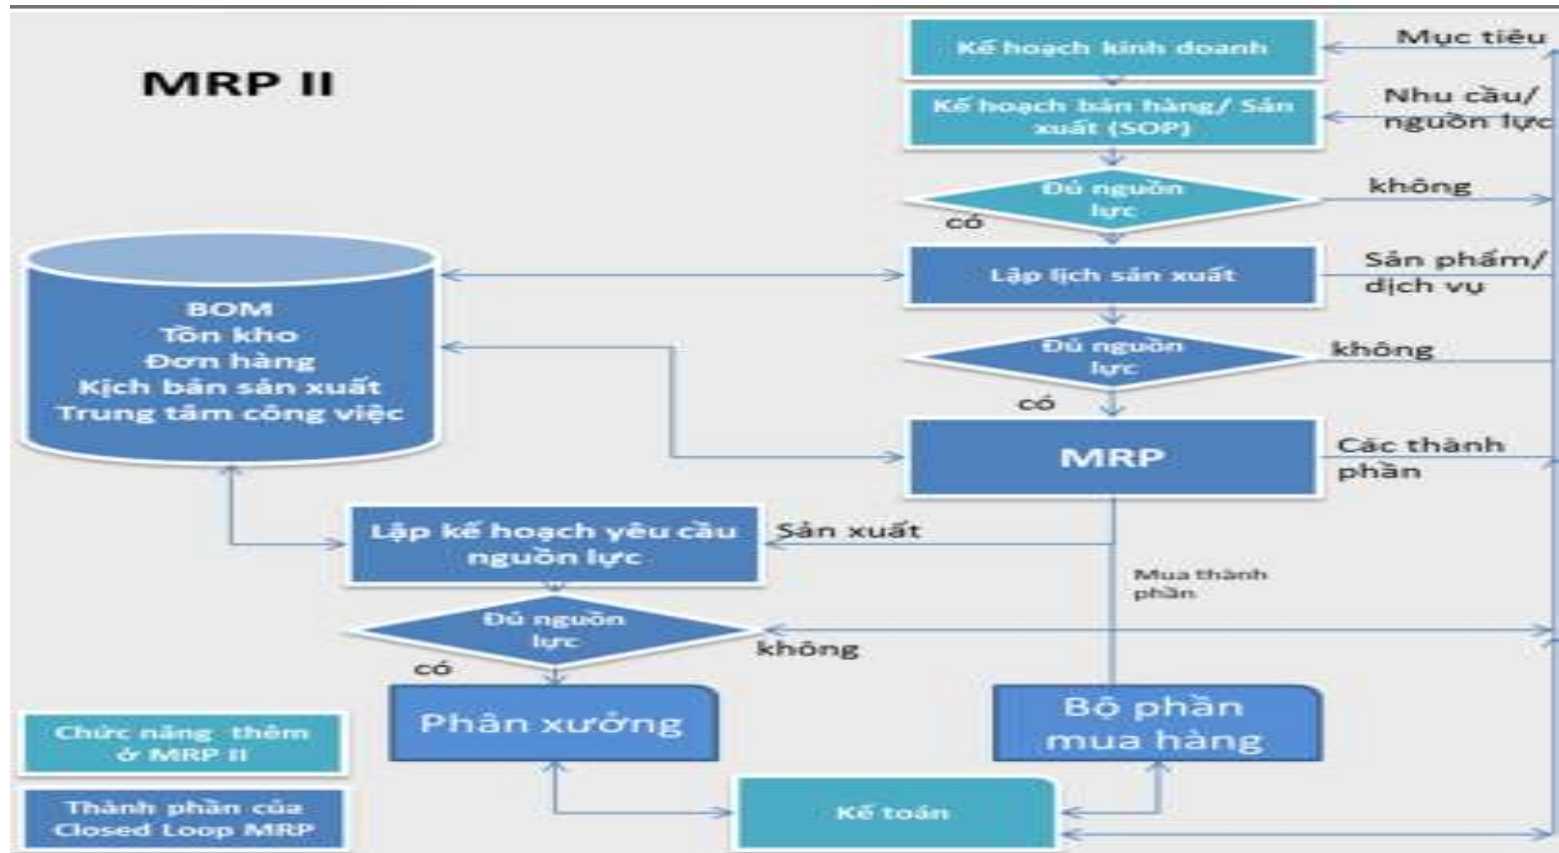 MRP II
Kế hoạch kinh doanh
Mục tiêu
Kế hoạch bán hàng/ Sản
xuất (SOP)
Nhu cầu/
nguồn lực
Đủ nguồn
lực
không
có
Lập lịch sản xuất
Sản phẩm/
dịch vụ
BOM
Tồn kho
Đơn hàng
Kịch bản sản xuất
Trung tâm công việc
Đủ nguồn
lực
không
có
MRP
Các thành
phần
Lập kế hoạch yêu cầu
nguồn lực
Sản xuất
Mua thành
phần
Đủ nguồn
lực
không
có
Phân xưởng
Bộ phần
mua hàng
Chức năng thêm
ở MRP II
Thành phần của
Closed Loop MRP
Kế toán